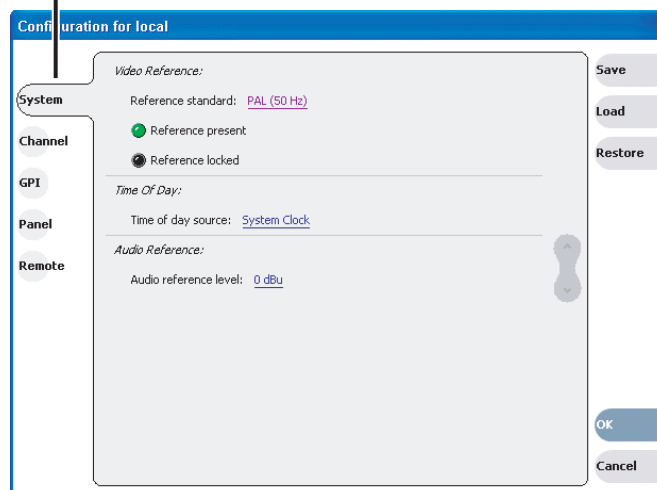 Configuration for local
System
Channel
GPI
Panel
Remote
Video Reference:
Reference standard: PAL (50 Hz)
Reference present
Reference locked
Time Of Day:
Time of day source: System Clock
Audio Reference:
Audio reference level: 0 dBu
Save
Load
Restore
OK
Cancel